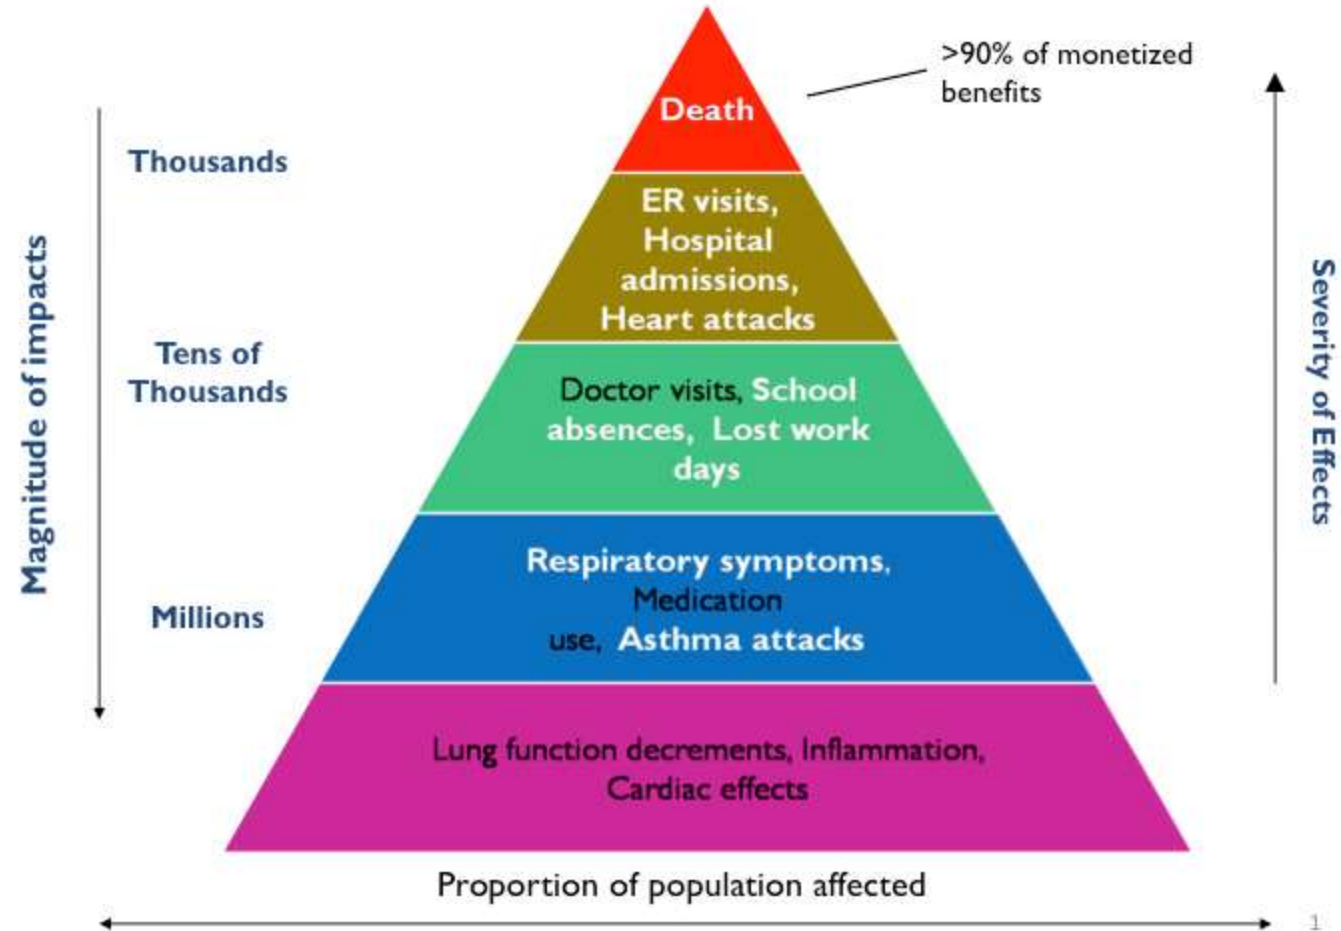 >90% of monetized
benefits
Death
Thousands
ER visits,
Hospital
admissions,
Heart attacks
Magnitude of impacts
Severity of Effects
Tens of
Thousands
Doctor visits, School
absences, Lost work
days
Respiratory symptoms,
Medication
use, Asthma attacks
Millions
Lung function decrements, Inflammation,
Cardiac effects
Proportion of population affected
1